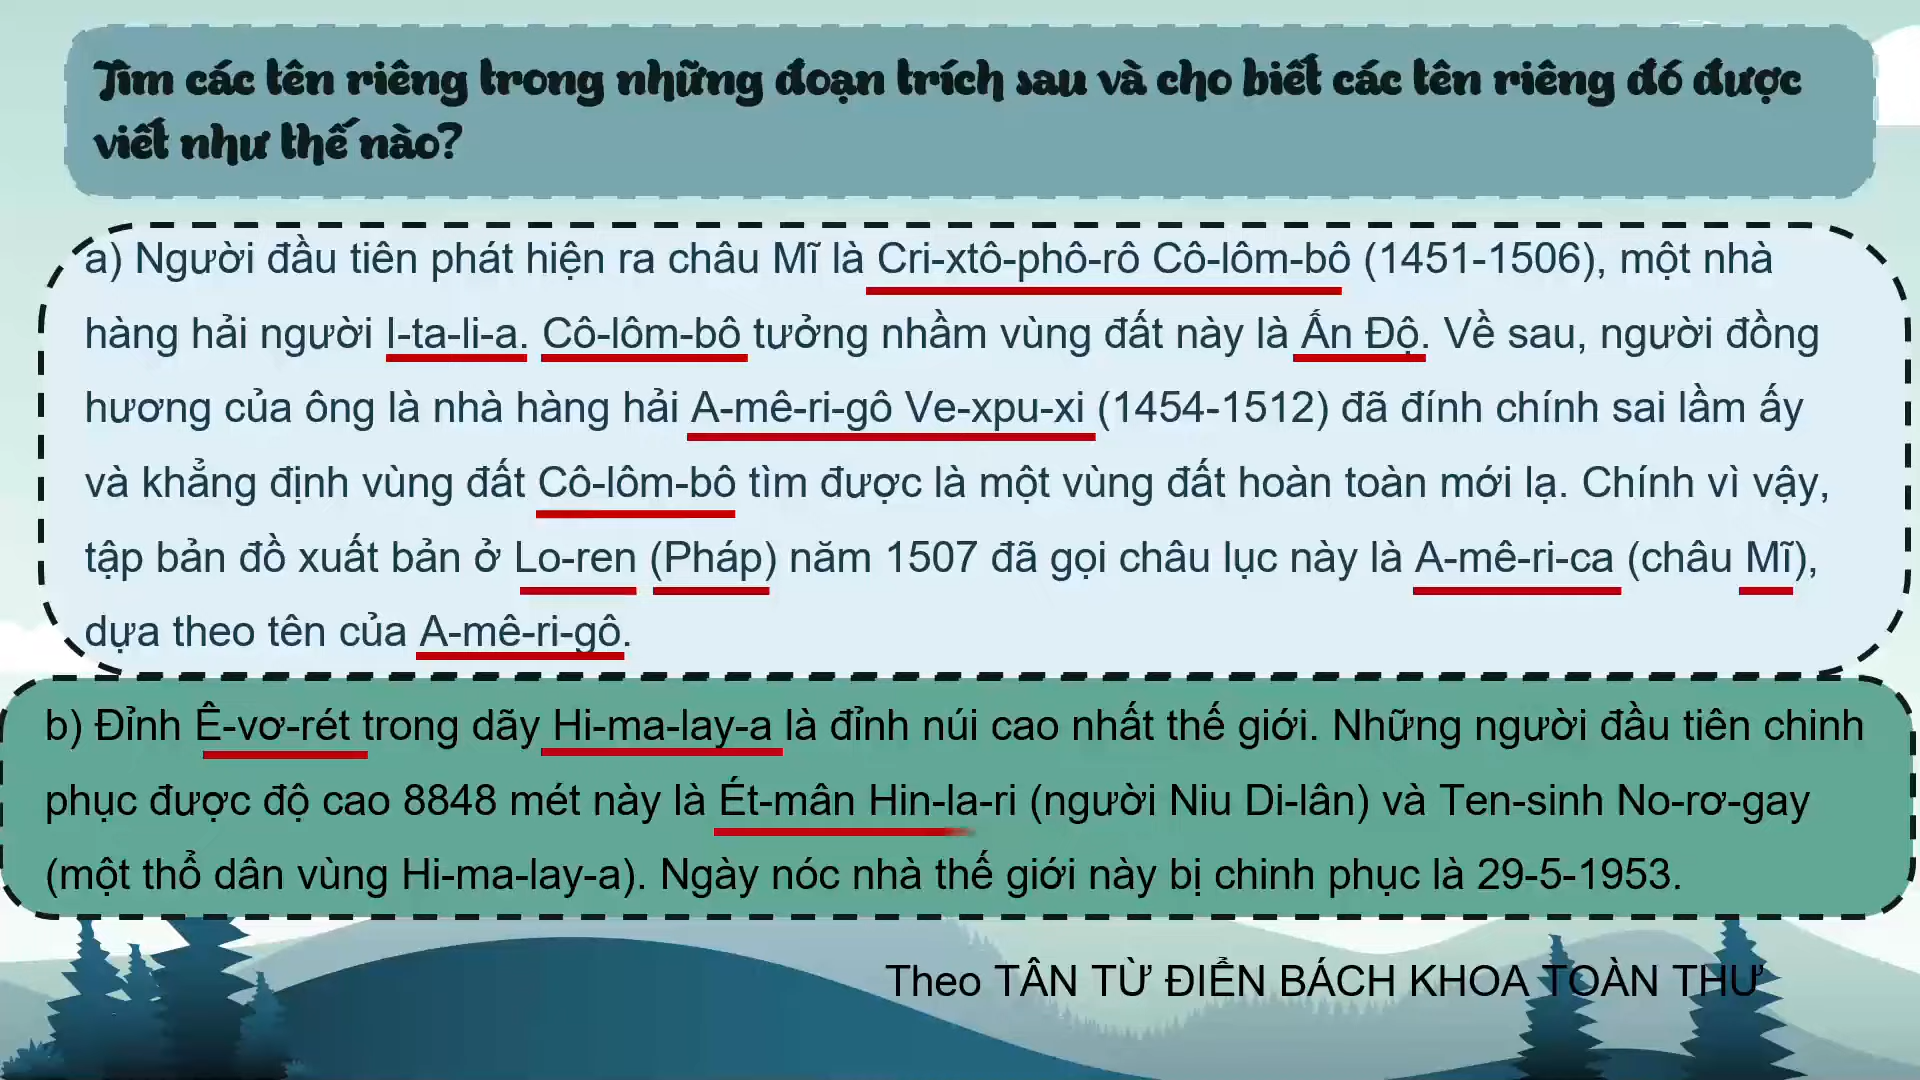 Tìm các tên riêng trong những đoạn trích sau và cho biết các tên riêng đó được
viết như thế nào?
a) Người đầu tiên phát hiện ra châu Mĩ là Cri-xtô-phô-rô Cô-lôm-bô (1451-1506), một nhà
hàng hải người I-ta-li-a. Cô-lôm-bô tưởng nhầm vùng đất này là Ấn Độ. Về sau, người đồng
hương của ông là nhà hàng hải A-mê-ri-gô Ve-xpu-xi (1454-1512) đã đính chính sai lầm ấy
và khẳng định vùng đất Cô-lôm-bô tìm được là một vùng đất hoàn toàn mới lạ. Chính vì vậy,
tập bản đồ xuất bản ở Lo-ren (Pháp) năm 1507 đã gọi châu lục này là A-mê-ri-ca (châu Mĩ),
dựa theo tên của A-mê-ri-gô.
b) Đỉnh Ê-vơ-rét trong dãy Hi-ma-lay-a là đỉnh núi cao nhất thế giới. Những người đầu tiên chinh
phục được độ cao 8848 mét này là Ét-mân Hin-la-ri (người Niu Di-lân) và Ten-sinh No-rơ-gay
(một thổ dân vùng Hi-ma-lay-a). Ngày nóc nhà thế giới này bị chinh phục là 29-5-1953.
Theo TÂN TỪ ĐIỂN BÁCH KHOA TOÀN THƯ